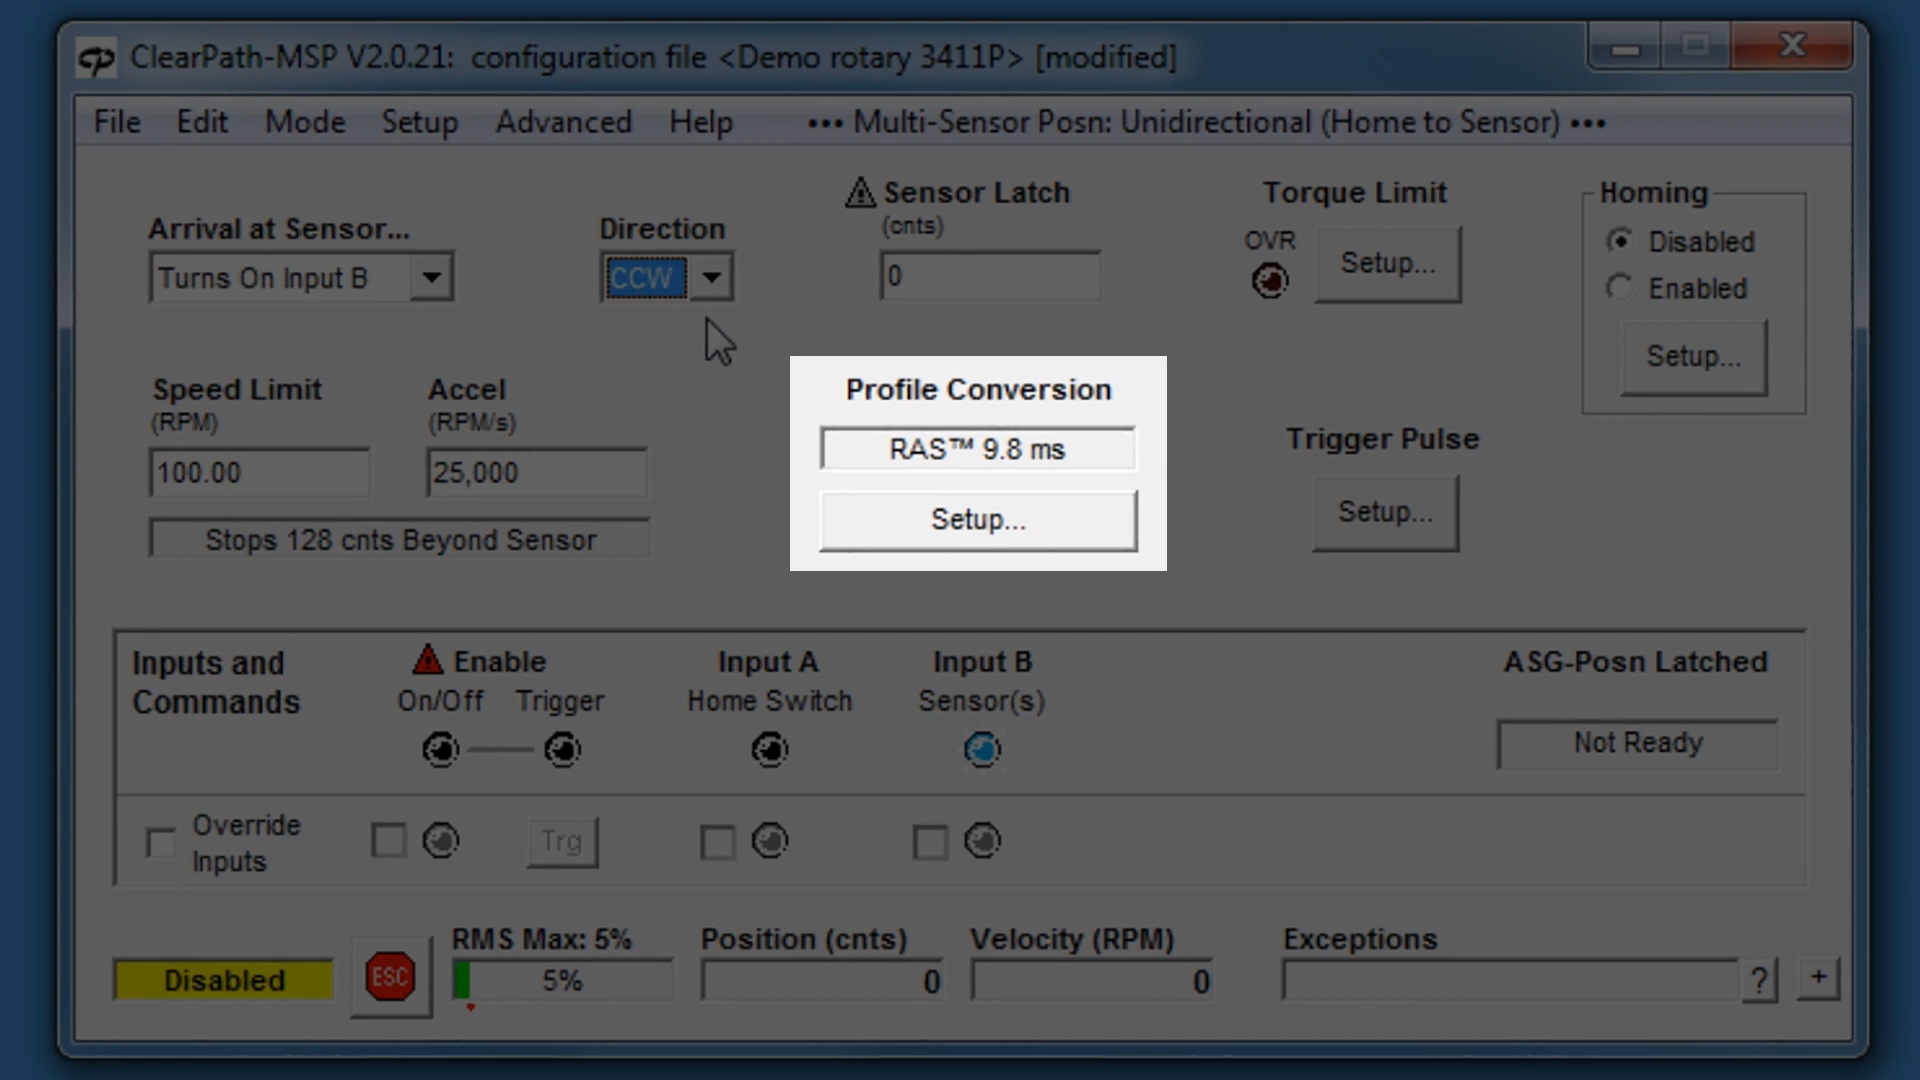 ClearPath-MSP V2.0.21: configuration file <Demo rotary 3411P> [modified]
File Edit Mode Setup Advanced Help ••• Multi-Sensor Posn: Unidirectional (Home to Sensor) •••
Arrival at Sensor...
Turns On Input B
Direction
CCW
Sensor Latch
(cnts)
0
Torque Limit
OVR
Setup...
Homing
Disabled
Enabled
Setup...
Speed Limit
(RPM)
100.00
Accel
(RPM/s)
25,000
Stops 128 cnts Beyond Sensor
Profile Conversion
RAS™ 9.8 ms
Setup...
Trigger Pulse
Setup...
Inputs and
Commands
Enable
On/Off Trigger
Input A
Home Switch
Input B
Sensor(s)
ASG-Posn Latched
Not Ready
Override
Inputs
Trg
Disabled
ESC
RMS Max: 5%
5%
Position (cnts)
0
Velocity (RPM)
0
Exceptions
?
+